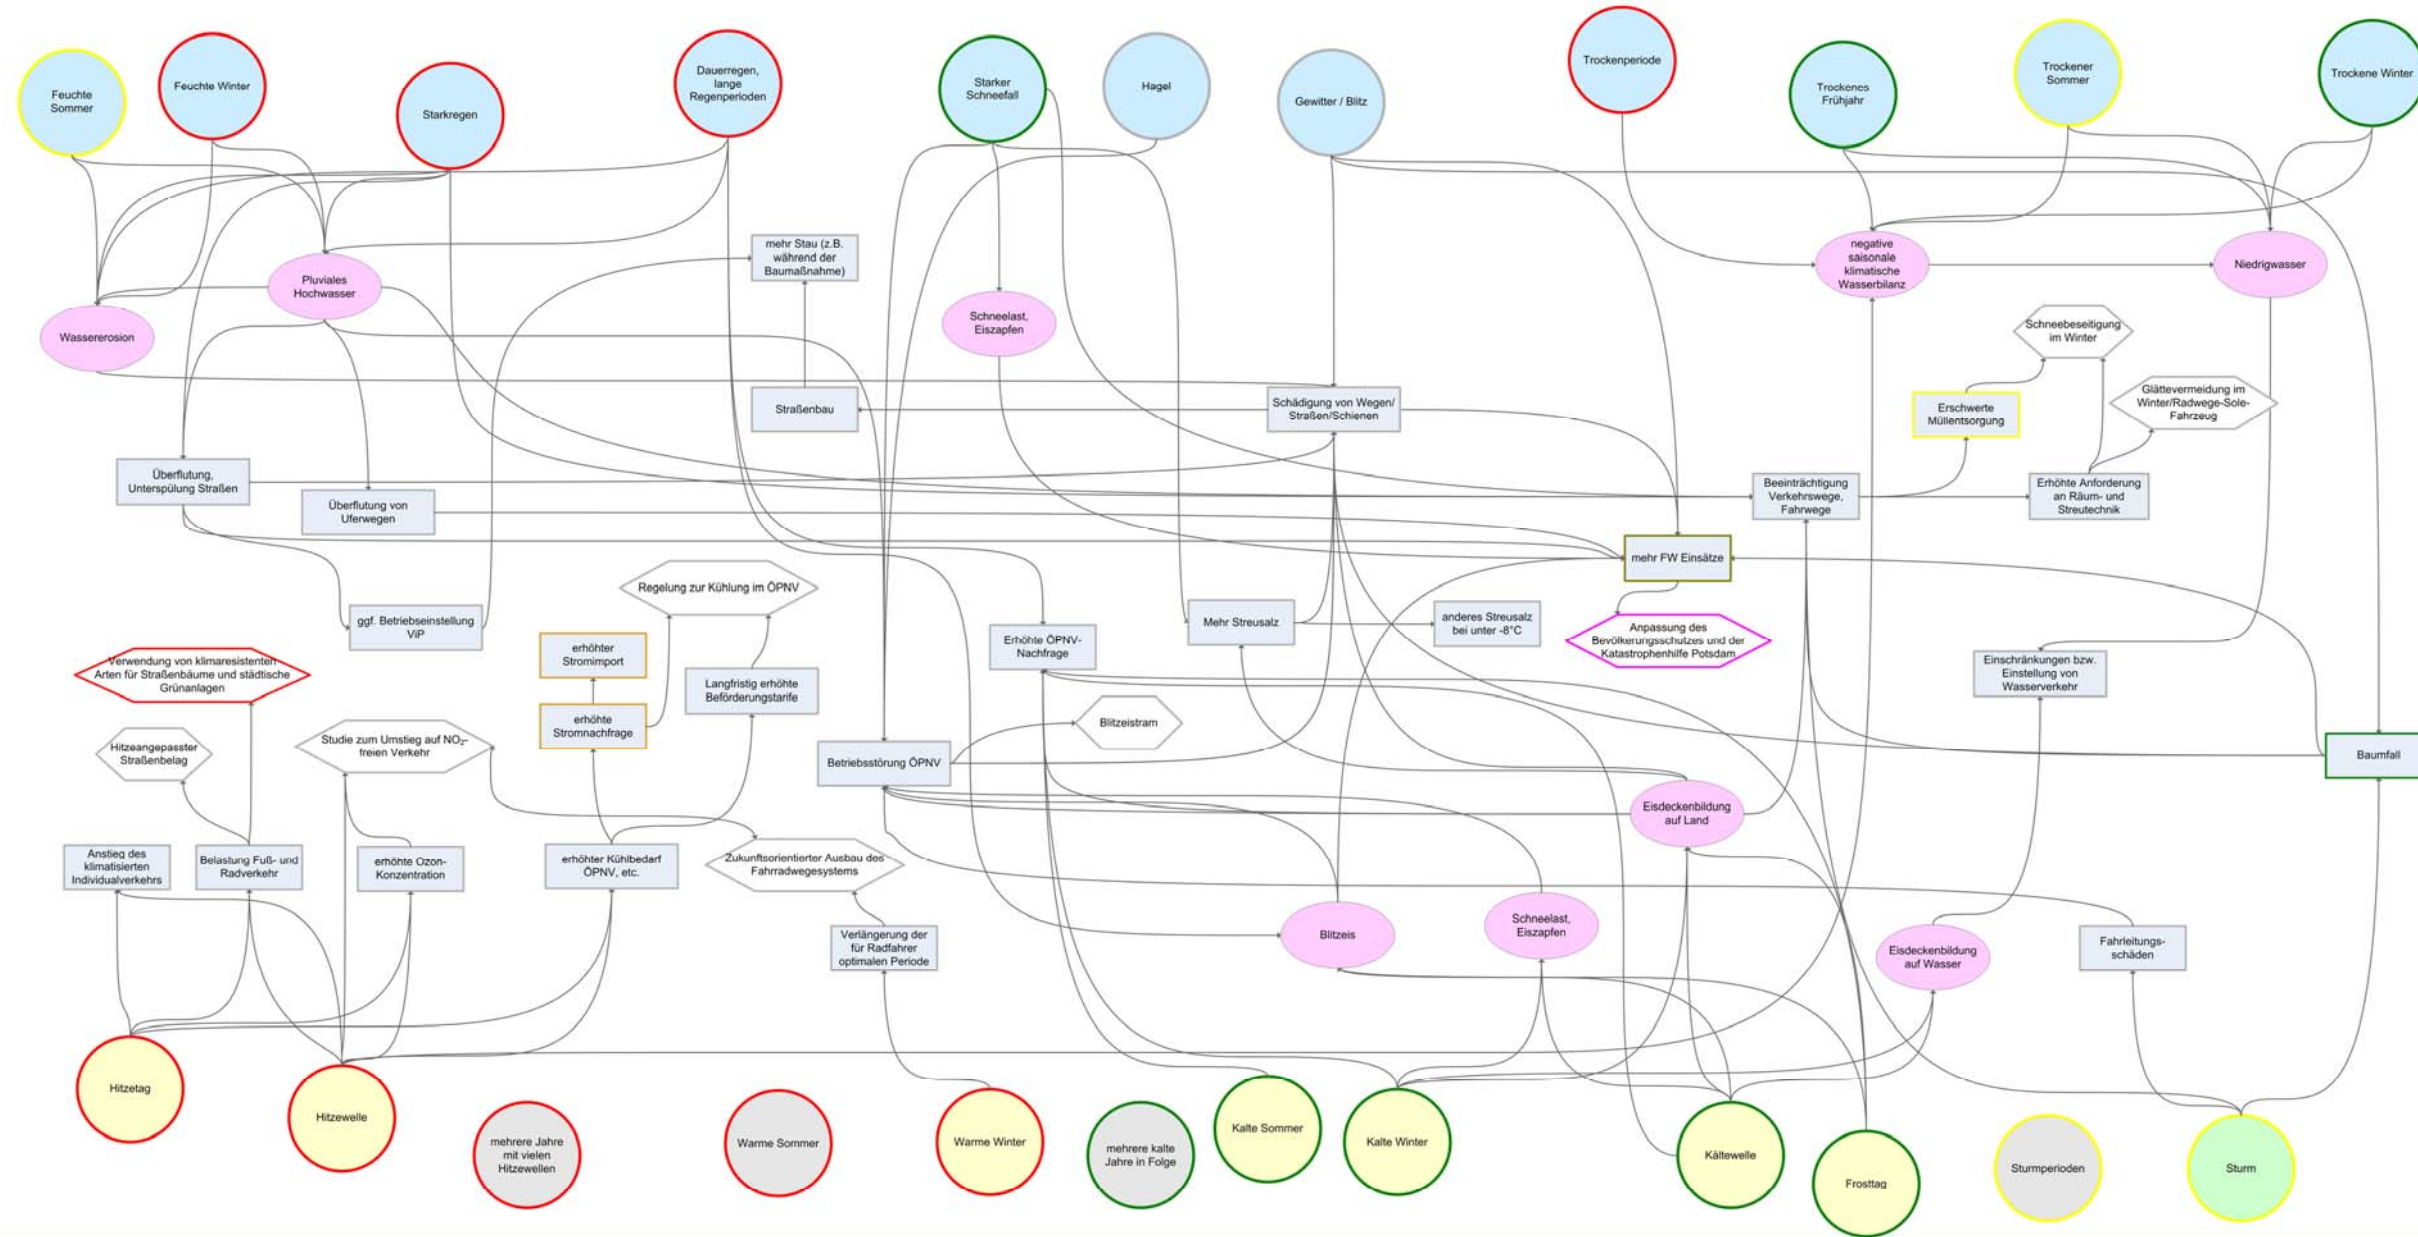 Feuchte
Sommer
Feuchte Winter
Starkregen
Dauerregen,
lange
Regenperioden
Starker
Schneefall
Hagel
Gewitter / Blitz
Trockenperiode
Trockenes
Frühjahr
Trockener
Sommer
Trockene Winter
mehr Stau (z.B.
während der
Baumaßnahme)
Pluviales
Hochwasser
Wassererosion
Schneelast,
Eiszapfen
negative
saisonale
klimatische
Wasserbilanz
Niedrigwasser
Schneebeseitigung
im Winter
Straßenbau
Schädigung von Wegen/
Straßen/Schienen
Erschwerte
Müllentsorgung
Glättevermeidung im
Winter/Radwege-Sole-
Fahrzeug
Überflutung,
Unterspülung Straßen
Überflutung von
Uferwegen
Beeinträchtigung
Verkehrswege,
Fahrwege
Erhöhte Anforderung
an Räum- und
Streutechnik
mehr FW Einsätze
Regelung zur Kühlung im ÖPNV
ggf. Betriebseinstellung
ViP
erhöhter
Stromimport
Erhöhte ÖPNV-
Nachfrage
Mehr Streusalz
anderes Streusalz
bei unter -8°C
Anpassung des
Bevölkerungsschutzes und der
Katastrophenhilfe Potsdam
Verwendung von klimaresistenten
Arten für Straßenbäume und städtische
Grünanlagen
Langfristig erhöhte
Beförderungstarife
Einschränkungen bzw.
Einstellung von
Wasserverkehr
erhöhte
Stromnachfrage
Blitzeistram
Hitzeangepasster
Straßenbelag
Studie zum Umstieg auf NO₂-
freien Verkehr
Betriebsstörung ÖPNV
Baumfall
Eisdeckenbildung
auf Land
Anstieg des
klimatisierten
Individualverkehrs
Belastung Fuß- und
Radverkehr
erhöhte Ozon-
Konzentration
erhöhter Kühlbedarf
ÖPNV, etc.
Zukunftsorientierter Ausbau des
Fahrradwegesystems
Verlängerung der
für Radfahrer
optimalen Periode
Blitzeis
Schneelast,
Eiszapfen
Eisdeckenbildung
auf Wasser
Fahrleitungs-
schäden
Hitzetag
Hitzewelle
mehrere Jahre
mit vielen
Hitzewellen
Warme Sommer
Warme Winter
mehrere kalte
Jahre in Folge
Kalte Sommer
Kalte Winter
Kältewelle
Frosttag
Sturmperioden
Sturm